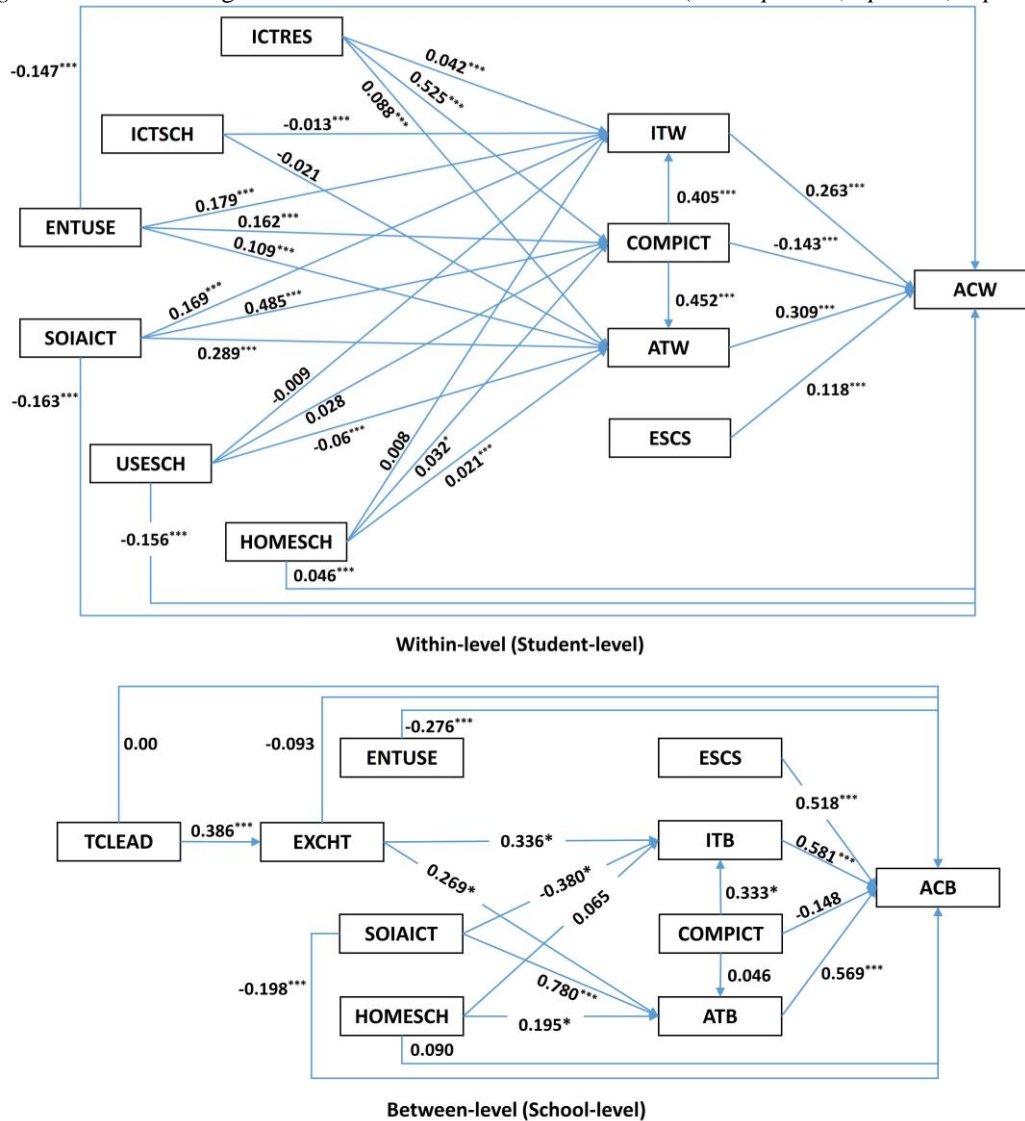 ICTRES
-0.147***
0.042***
0.525***
0.088***
ICTSCH
-0.013***
ITW
-0.021
0.263***
0.179***
0.405***
ENTUSE
0.162***
COMPICT
-0.143***
0.109***
ACW
0.169***
0.485***
0.452***
0.309***
SOIAICT
0.289***
ATW
-0.163***
-0.009
0.118***
0.028
ESCS
USESCH
-0.06***
0.008
0.032*
0.021***
-0.156***
HOMESCH
0.046***
Within-level (Student-level)
-0.276***
0.00
-0.093
ENTUSE
ESCS
0.518***
TCLEAD
0.386***
EXCHT
0.336*
ITB
0.581***
0.269*
-0.380*
ACB
0.065
0.333*
-0.148
SOIAICT
COMPICT
-0.198***
0.780***
0.046
0.569***
HOMESCH
0.195*
ATB
0.090
Between-level (School-level)